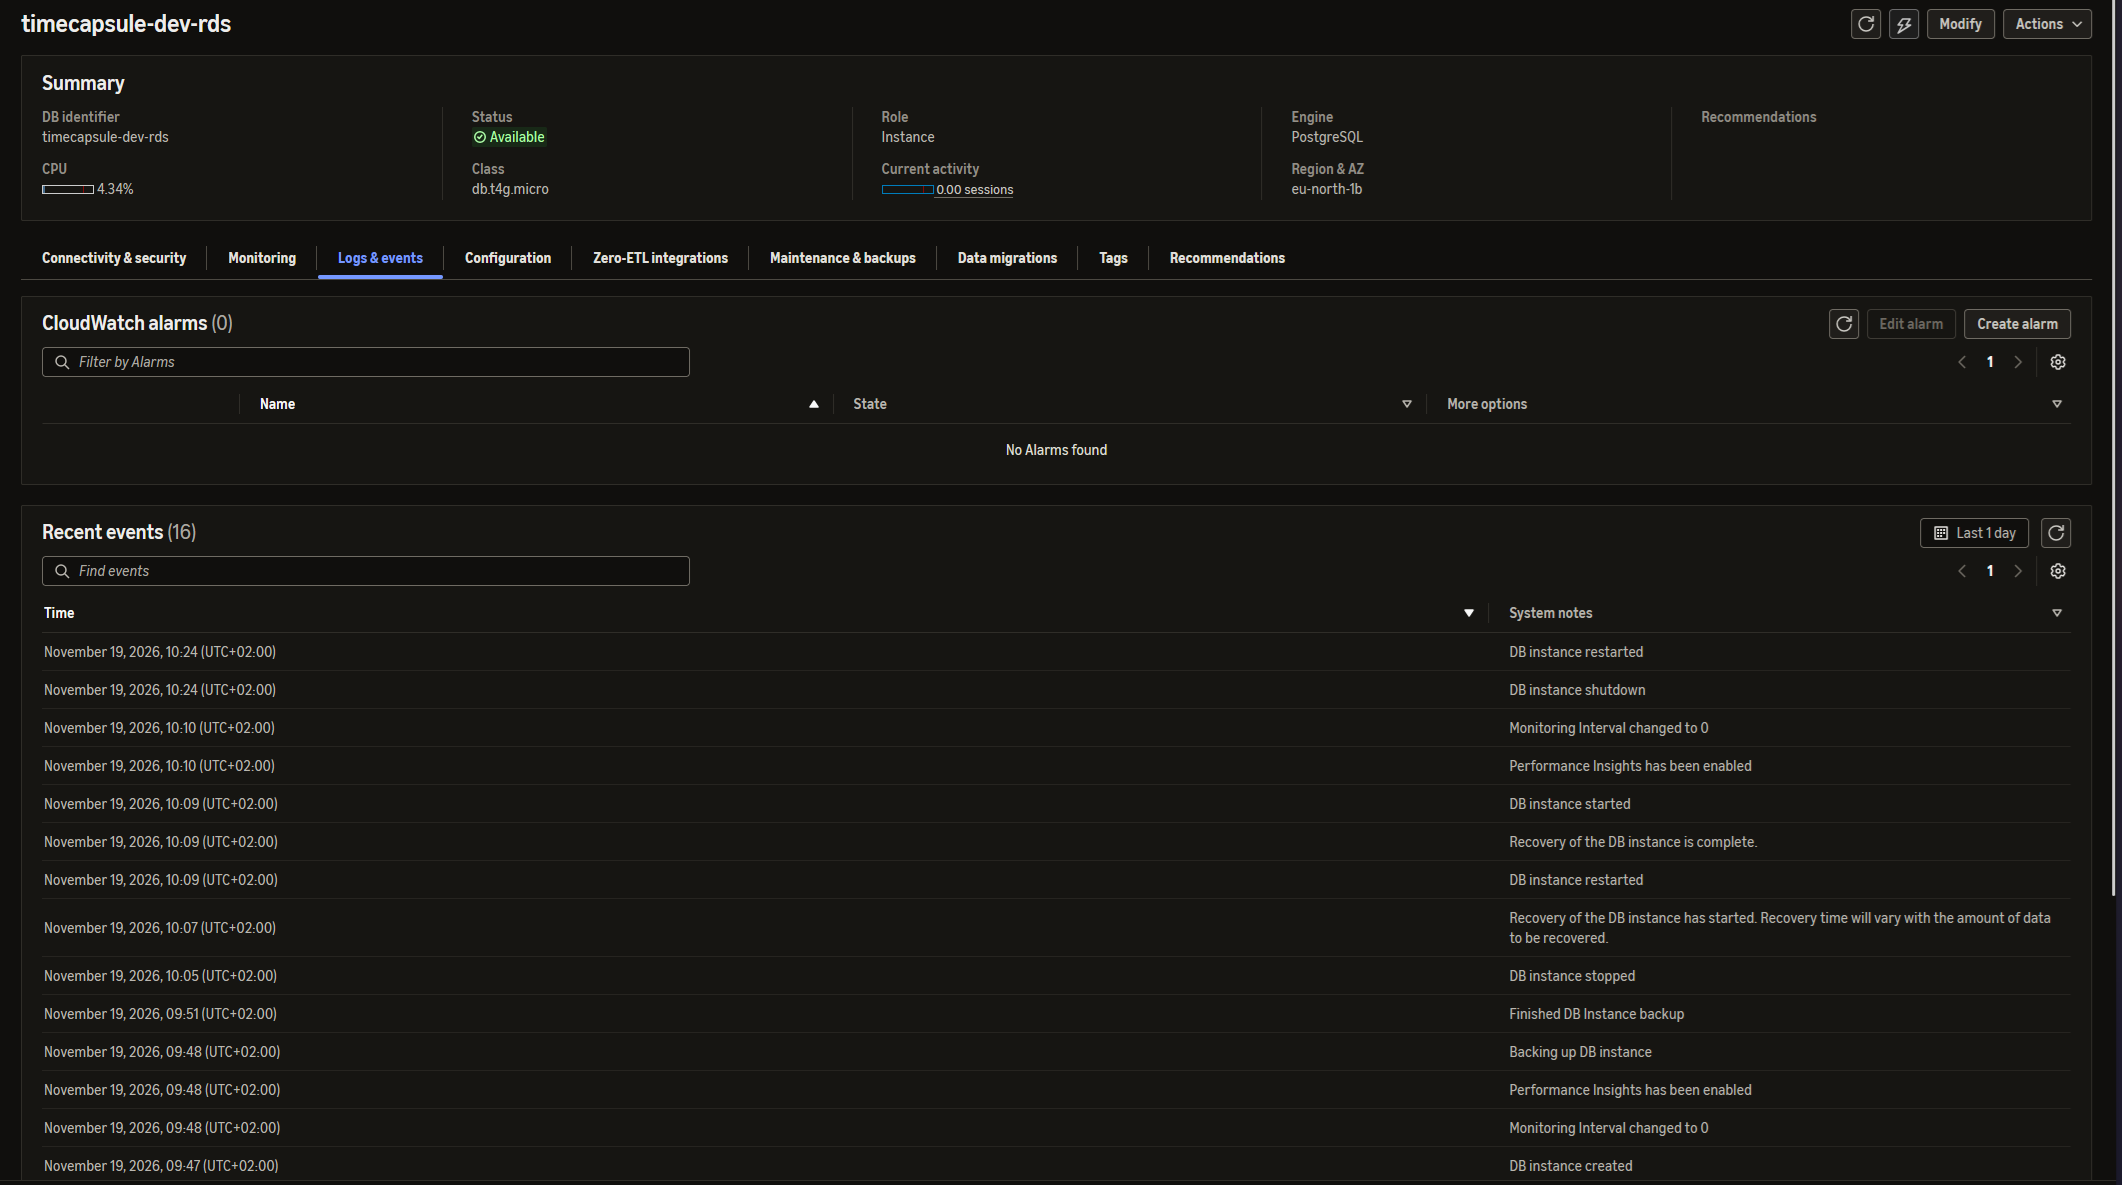 timecapsule-dev-rds
Modify
Actions
Summary
DB identifier
timecapsule-dev-rds
Status
Available
Role
Instance
Engine
PostgreSQL
Recommendations
CPU
4.34%
Class
db.t4g.micro
Current activity
0.00 sessions
Region & AZ
eu-north-1b
Connectivity & security
Monitoring
Logs & events
Configuration
Zero-ETL integrations
Maintenance & backups
Data migrations
Tags
Recommendations
CloudWatch alarms (0)
Edit alarm
Create alarm
Filter by Alarms
1
Name
State
More options
No Alarms found
Recent events (16)
Last 1 day
Find events
1
Time
System notes
November 19, 2026, 10:24 (UTC+02:00)
DB instance restarted
November 19, 2026, 10:24 (UTC+02:00)
DB instance shutdown
November 19, 2026, 10:10 (UTC+02:00)
Monitoring Interval changed to 0
November 19, 2026, 10:10 (UTC+02:00)
Performance Insights has been enabled
November 19, 2026, 10:09 (UTC+02:00)
DB instance started
November 19, 2026, 10:09 (UTC+02:00)
Recovery of the DB instance is complete.
November 19, 2026, 10:09 (UTC+02:00)
DB instance restarted
November 19, 2026, 10:07 (UTC+02:00)
Recovery of the DB instance has started. Recovery time will vary with the amount of data
to be recovered.
November 19, 2026, 10:05 (UTC+02:00)
DB instance stopped
November 19, 2026, 09:51 (UTC+02:00)
Finished DB Instance backup
November 19, 2026, 09:48 (UTC+02:00)
Backing up DB instance
November 19, 2026, 09:48 (UTC+02:00)
Performance Insights has been enabled
November 19, 2026, 09:48 (UTC+02:00)
Monitoring Interval changed to 0
November 19, 2026, 09:47 (UTC+02:00)
DB instance created